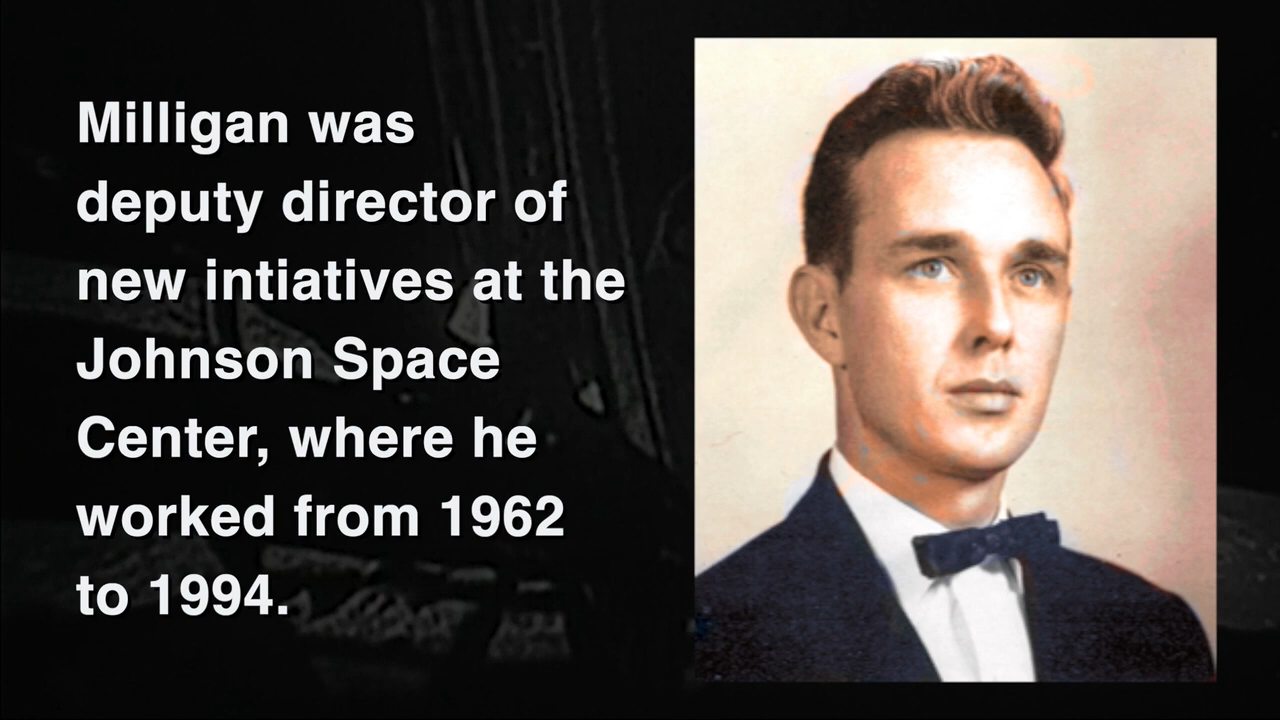 Milligan was
deputy director of
new intiatives at the
Johnson Space
Center, where he
worked from 1962
to 1994.